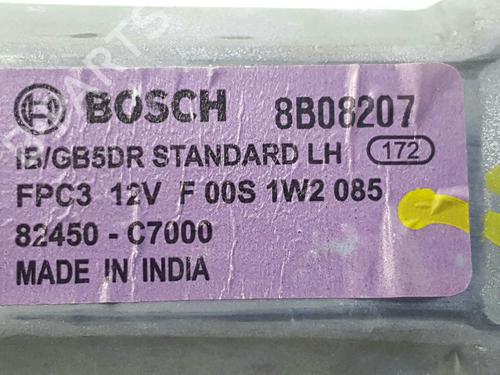 BOSCH 8B08207
IB/GB5DR STANDARD LH 172
FPC3 12V F 00S 1W2 085
82450 - C7000
MADE IN INDIA